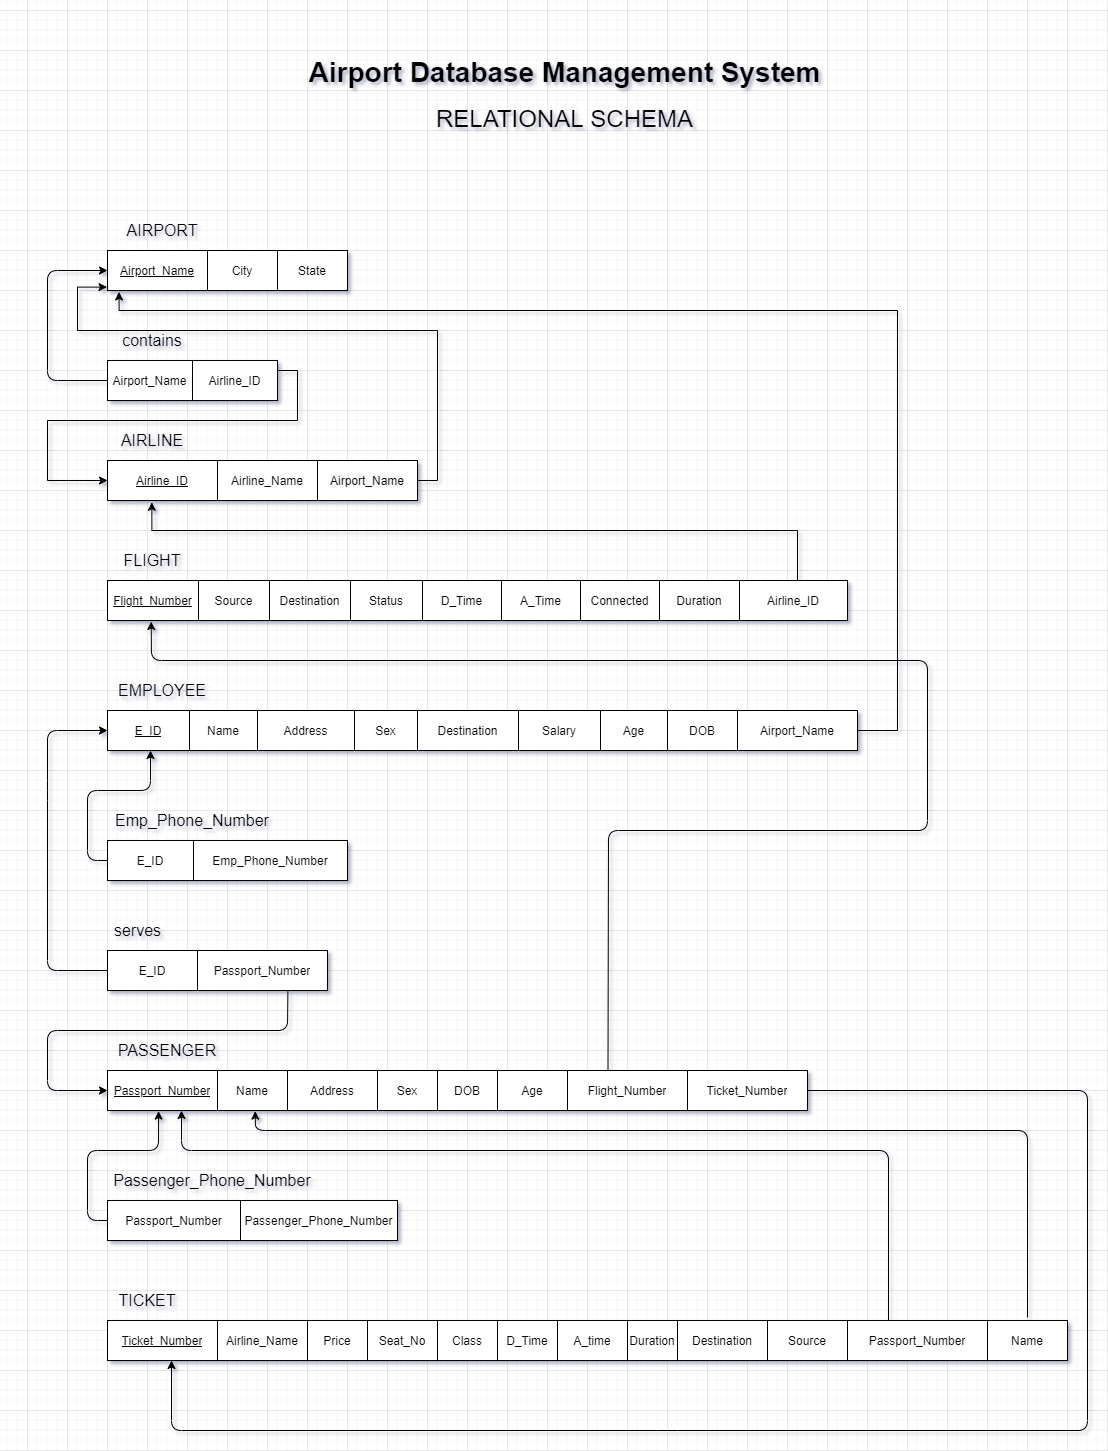 Airport Database Management System
RELATIONAL SCHEMA
AIRPORT
Airport_Name City State
contains
Airport_Name Airline_ID
AIRLINE
Airline_ID Airline_Name Airport_Name
FLIGHT
Flight_Number Source Destination Status D_Time A_Time Connected Duration Airline_ID
EMPLOYEE
E_ID Name Address Sex Destination Salary Age DOB Airport_Name
Emp_Phone_Number
E_ID Emp_Phone_Number
serves
E_ID Passport_Number
PASSENGER
Passport_Number Name Address Sex DOB Age Flight_Number Ticket_Number
Passenger_Phone_Number
Passport_Number Passenger_Phone_Number
TICKET
Ticket_Number Airline_Name Price Seat_No Class D_Time A_time Duration Destination Source Passport_Number Name